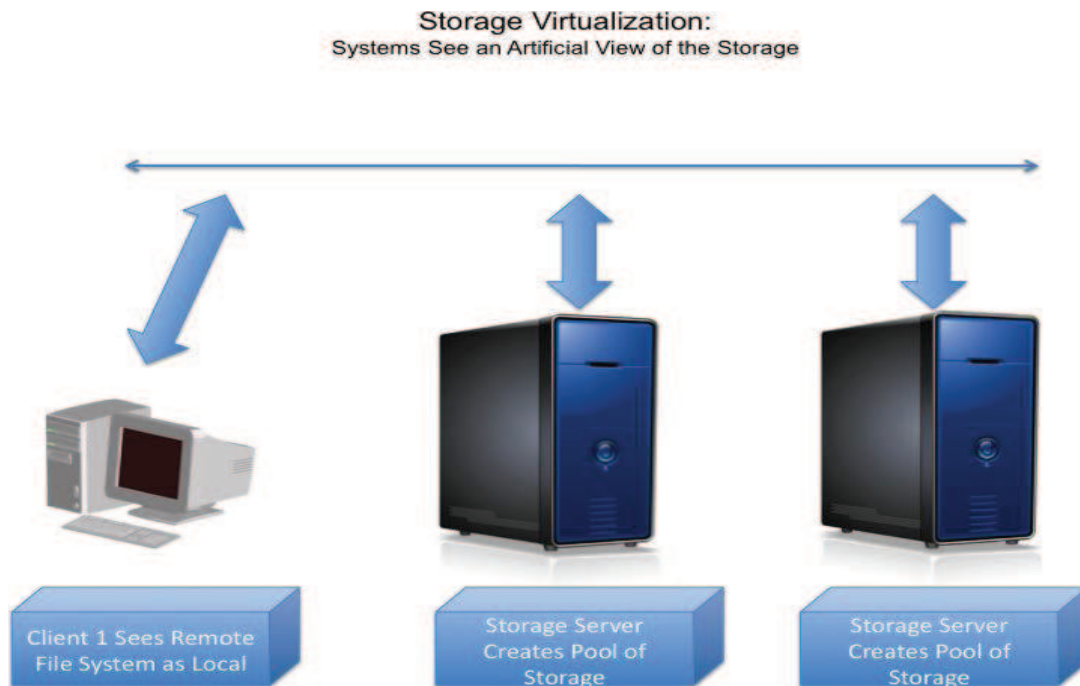 Storage Virtualization:
Systems See an Artificial View of the Storage
Client 1 Sees Remote
File System as Local
Storage Server
Creates Pool of
Storage
Storage Server
Creates Pool of
Storage